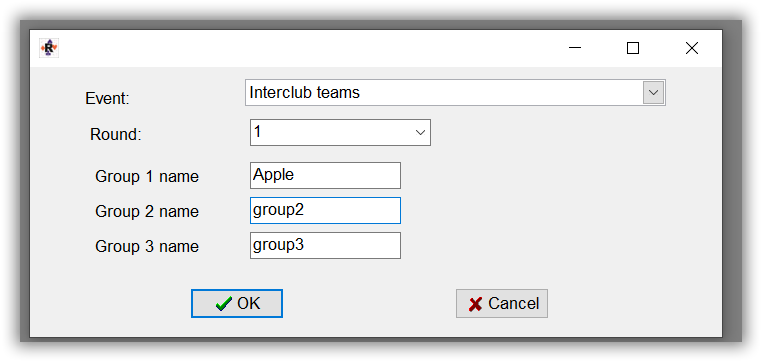 R
Event: Interclub teams
Round: 1
Group 1 name Apple
Group 2 name group2
Group 3 name group3
OK Cancel